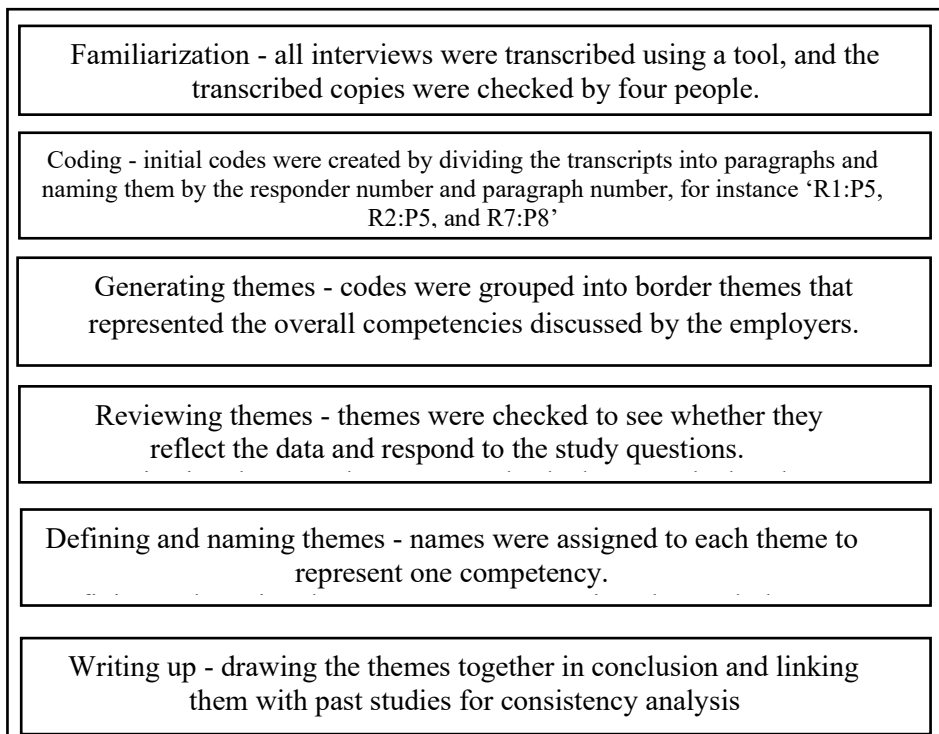 Familiarization - all interviews were transcribed using a tool, and the
transcribed copies were checked by four people.
Coding - initial codes were created by dividing the transcripts into paragraphs and
naming them by the responder number and paragraph number, for instance ‘R1:P5,
R2:P5, and R7:P8’
Generating themes - codes were grouped into border themes that
represented the overall competencies discussed by the employers.
Reviewing themes - themes were checked to see whether they
reflect the data and respond to the study questions.
Defining and naming themes - names were assigned to each theme to
represent one competency.
Writing up - drawing the themes together in conclusion and linking
them with past studies for consistency analysis